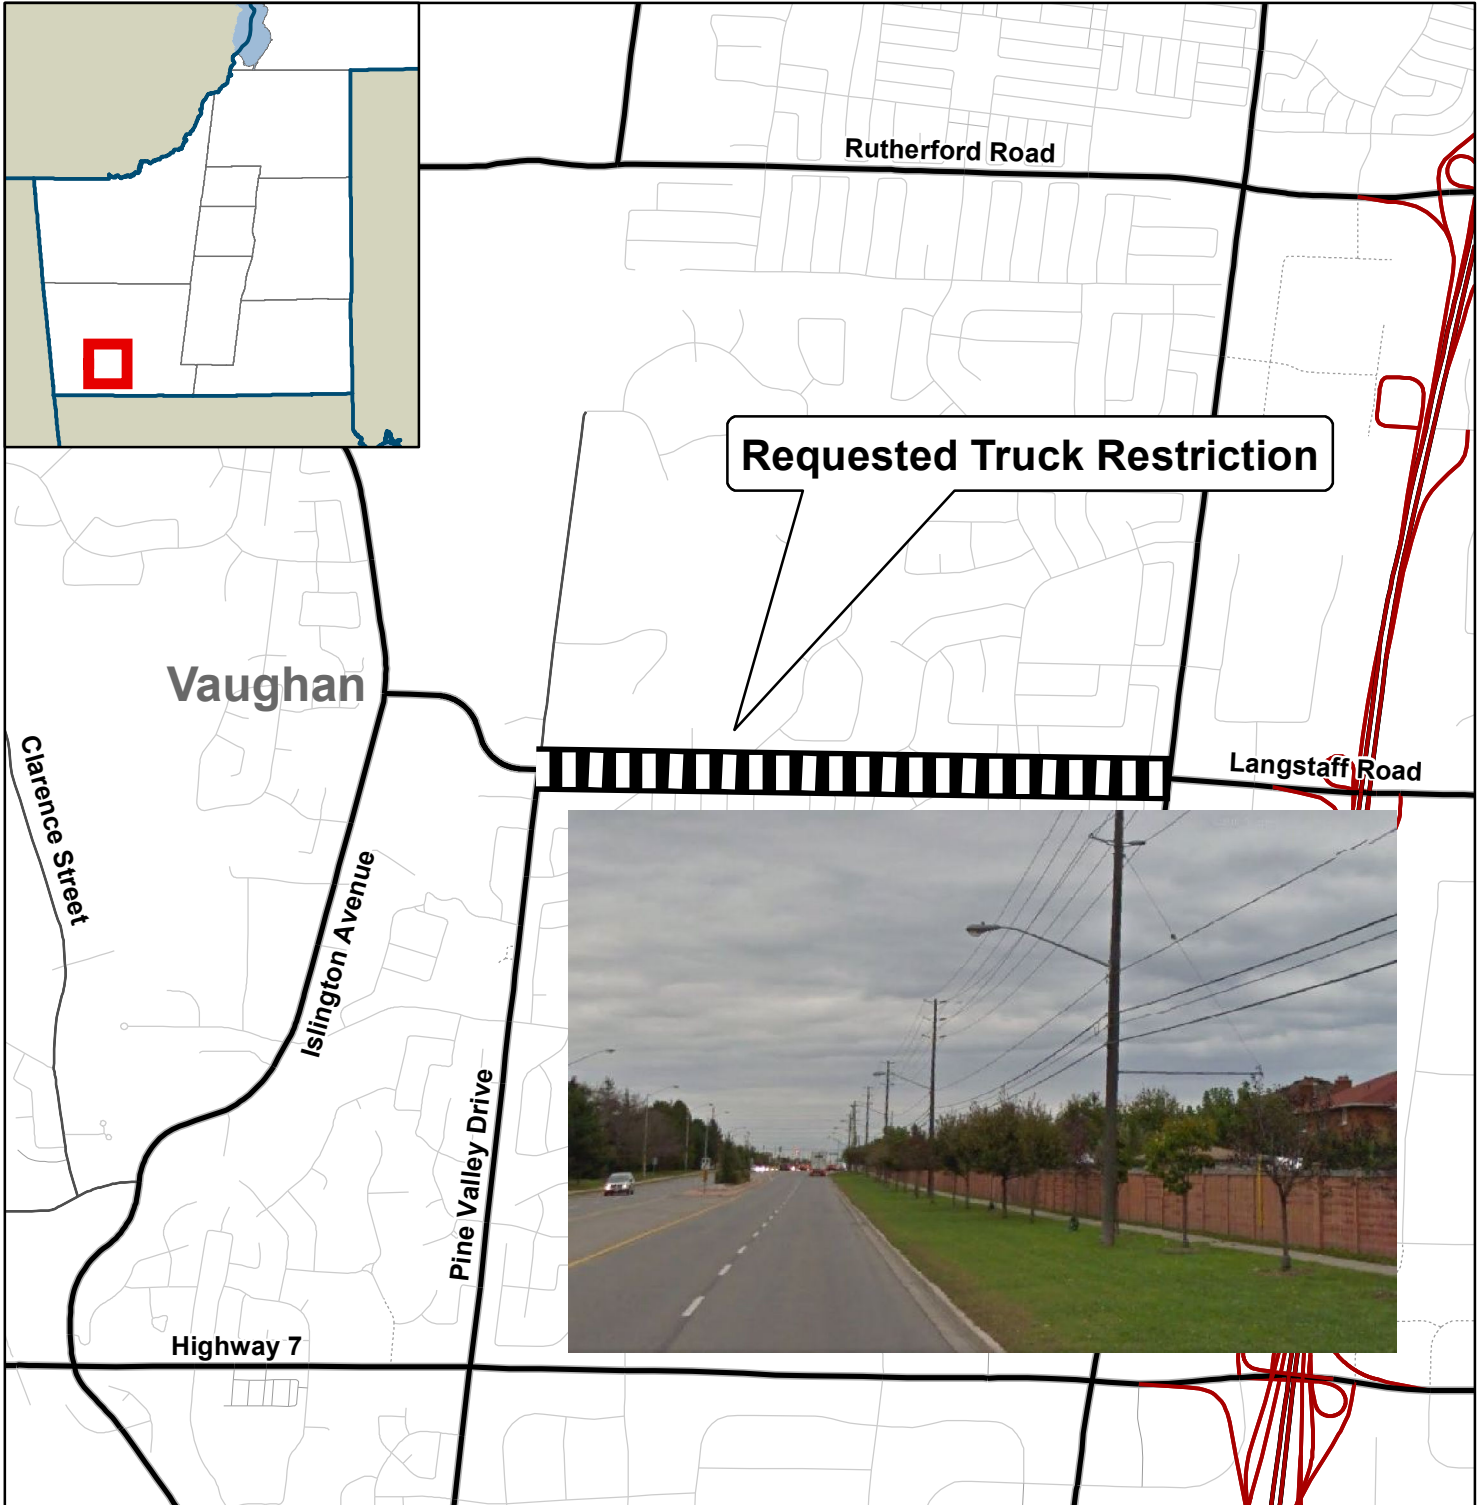 Rutherford Road
Requested Truck Restriction
Vaughan
Langstaff Road
Clarence Street
Islington Avenue
Pine Valley Drive
Highway 7